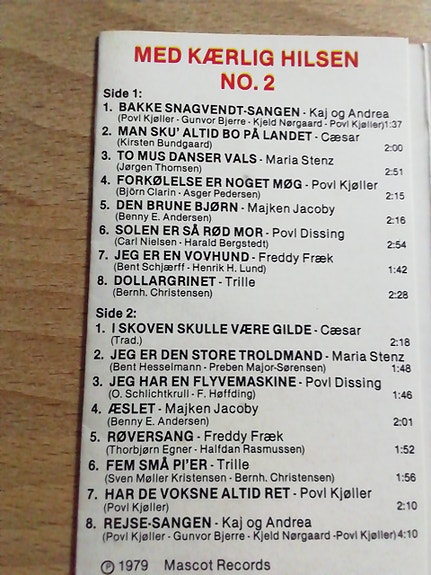 MED KÆRLIG HILSEN
NO. 2
Side 1:
1. BAKKE SNAGVENDT-SANGEN - Kaj og Andrea
(Povl Kjøller - Gunvor Bjerre - Kjeld Nørgaard - Povl Kjøller) 1:37
2. MAN SKU' ALTID BO PÅ LANDET - Cæsar
(Kirsten Bundgaard) 2:00
3. TO MUS DANSER VALS - Maria Stenz
(Jørgen Thomsen) 2:51
4. FORKØLELSE ER NOGET MØG - Povl Kjøller
(Björn Clarin - Asger Pedersen) 2:15
5. DEN BRUNE BJØRN - Majken Jacoby
(Benny E. Andersen) 2:16
6. SOLEN ER SÅ RØD MOR - Povl Dissing
(Carl Nielsen - Harald Bergstedt) 2:54
7. JEG ER EN VOVHUND - Freddy Fræk
(Bent Schjærff - Henrik H. Lund) 1:42
8. DOLLARGRINET - Trille
(Bernh. Christensen) 2:28
Side 2:
1. I SKOVEN SKULLE VÆRE GILDE - Cæsar
(Trad.) 2:18
2. JEG ER DEN STORE TROLDMAND - Maria Stenz
(Bent Hesselmann - Preben Major-Sørensen) 1:48
3. JEG HAR EN FLYVEMASKINE - Povl Dissing
(O. Schlichtkrull - F. Høffding) 1:46
4. ÆSLET - Majken Jacoby
(Benny E. Andersen) 2:01
5. RØVERSANG - Freddy Fræk
(Thorbjørn Egner - Halfdan Rasmussen) 1:52
6. FEM SMÅ PI'ER - Trille
(Sven Møller Kristensen - Bernh. Christensen) 1:56
7. HAR DE VOKSNE ALTID RET - Povl Kjøller
(Povl Kjøller) 2:10
8. REJSE-SANGEN - Kaj og Andrea
(Povl Kjøller - Gunvor Bjerre - Kjeld Nørgaard -Povl Kjøller) 4:10
℗ 1979 Mascot Records